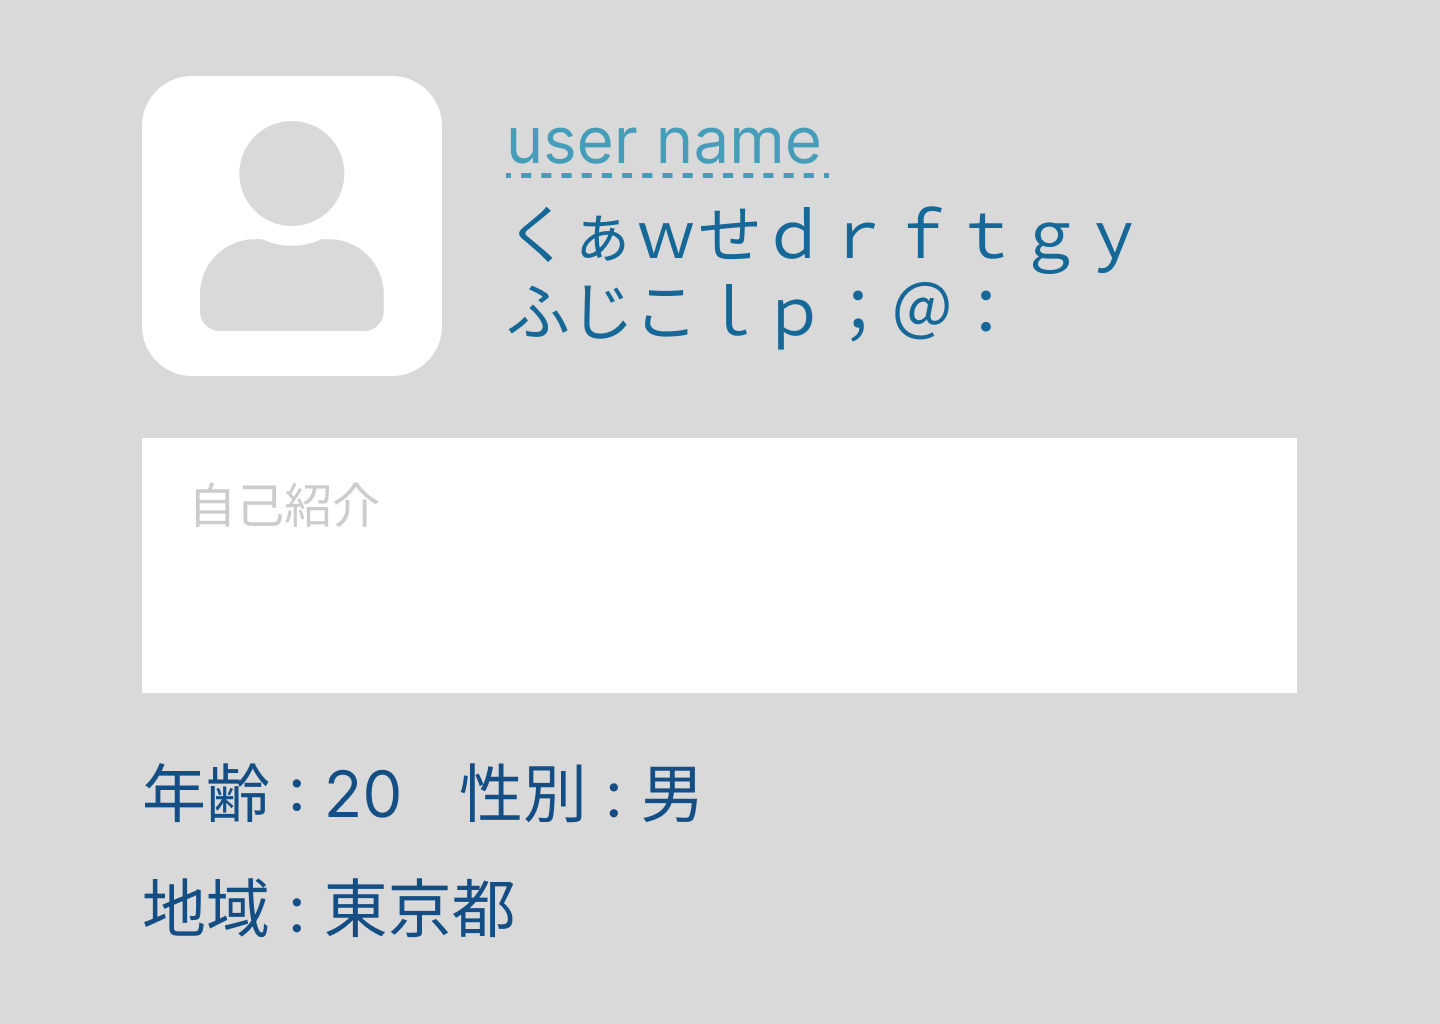 user name
くぁｗせｄｒｆｔｇｙ
ふじこｌｐ；＠：
自己紹介
年齢：20　性別：男
地域：東京都